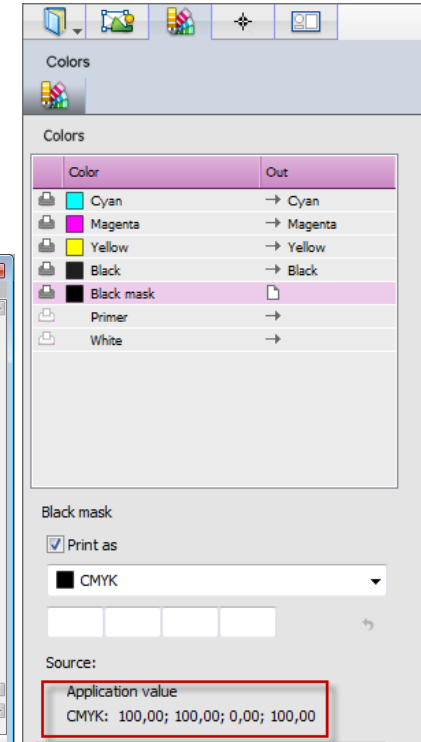 Colors
Colors
Color Out
Cyan → Cyan
Magenta → Magenta
Yellow → Yellow
Black → Black
Black mask
Primer →
White →
Black mask
Print as
CMYK
Source:
Application value
CMYK: 100,00; 100,00; 0,00; 100,00